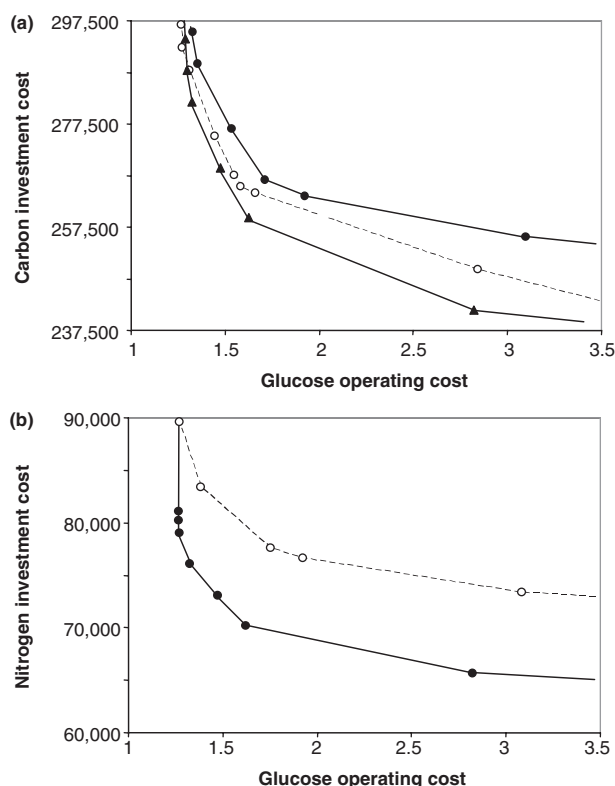 (a)
297,500
277,500
257,500
237,500
Carbon investment cost
1 1.5 2 2.5 3 3.5
Glucose operating cost
(b)
90,000
80,000
70,000
60,000
Nitrogen investment cost
1 1.5 2 2.5 3 3.5
Glucose operating cost